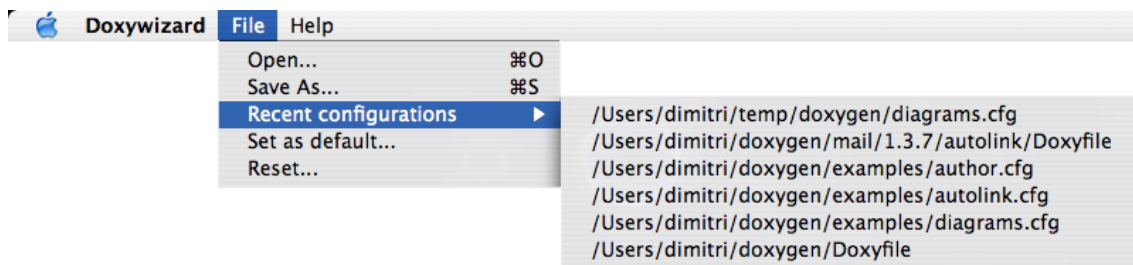 Doxywizard File Help
Open... ⌘O
Save As... ⌘S
Recent configurations ▶
Set as default...
Reset...
/Users/dimitri/temp/doxygen/diagrams.cfg
/Users/dimitri/doxygen/mail/1.3.7/autolink/Doxyfile
/Users/dimitri/doxygen/examples/author.cfg
/Users/dimitri/doxygen/examples/autolink.cfg
/Users/dimitri/doxygen/examples/diagrams.cfg
/Users/dimitri/doxygen/Doxyfile